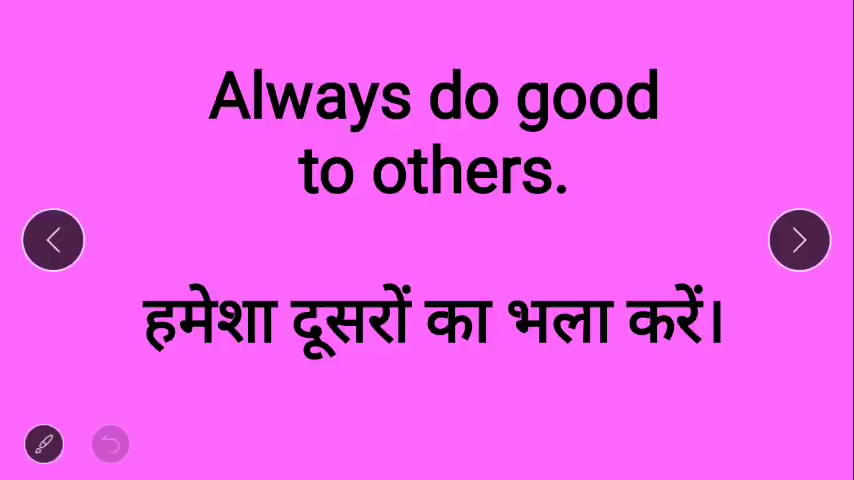 Always do good
to others.
हमेशा दूसरों का भला करें।